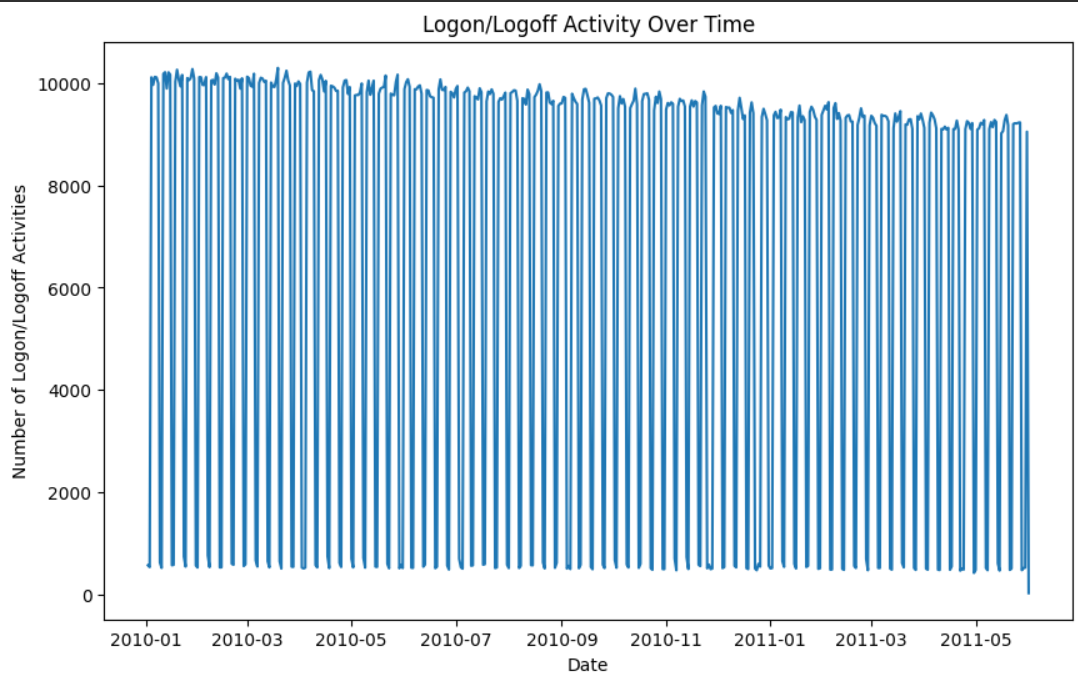 Logon/Logoff Activity Over Time
Number of Logon/Logoff Activities
10000
8000
6000
4000
2000
0
2010-01 2010-03 2010-05 2010-07 2010-09 2010-11 2011-01 2011-03 2011-05
Date